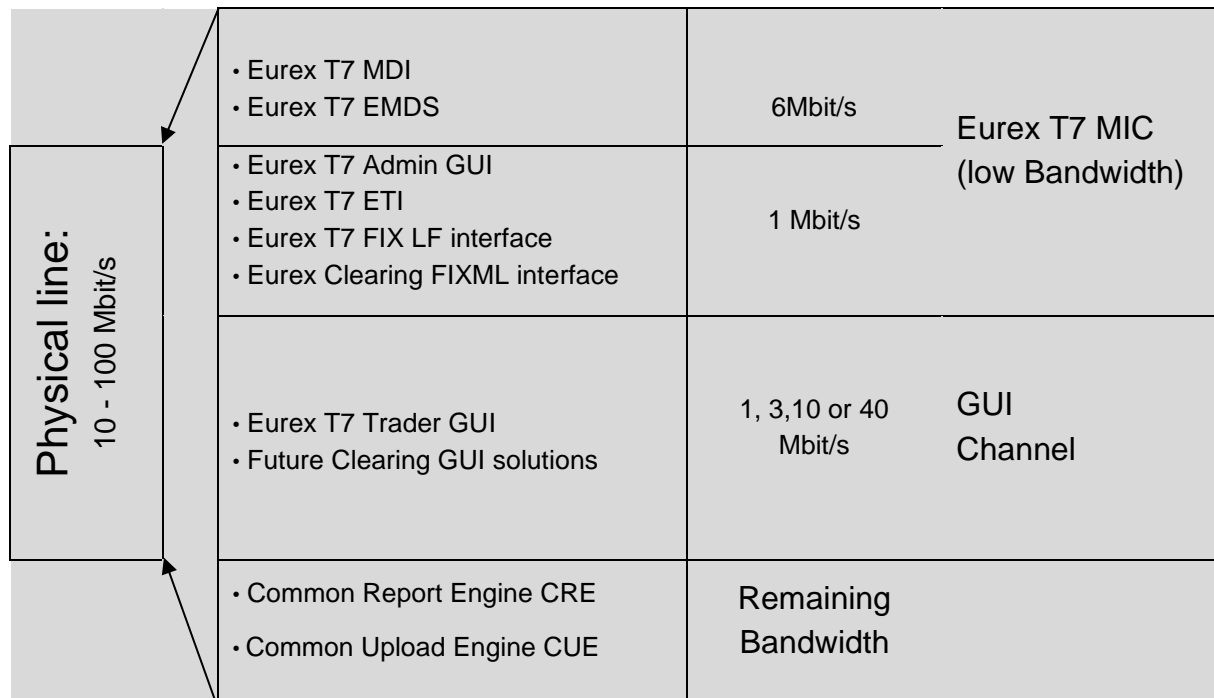 Physical line:
10 - 100 Mbit/s
• Eurex T7 MDI
• Eurex T7 EMDS
6Mbit/s
Eurex T7 MIC
(low Bandwidth)
• Eurex T7 Admin GUI
• Eurex T7 ETI
• Eurex T7 FIX LF interface
• Eurex Clearing FIXML interface
1 Mbit/s
• Eurex T7 Trader GUI
• Future Clearing GUI solutions
1, 3,10 or 40
Mbit/s
GUI
Channel
• Common Report Engine CRE
• Common Upload Engine CUE
Remaining
Bandwidth